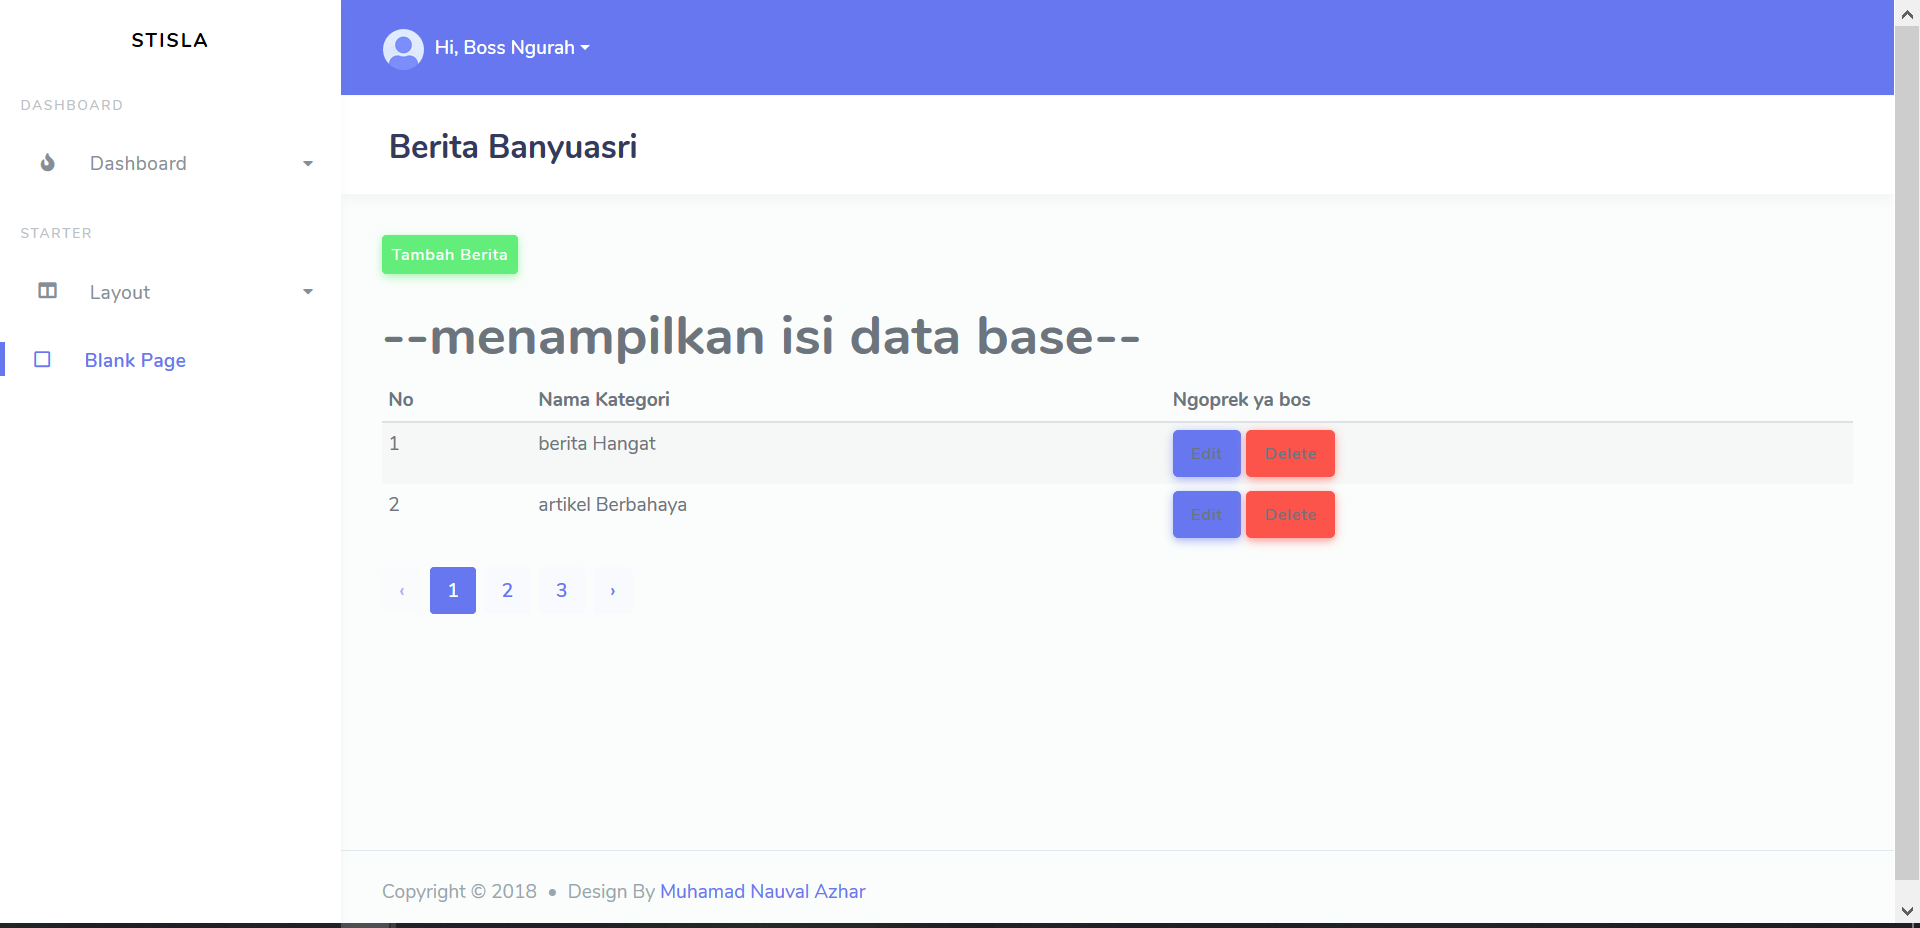 STISLA
DASHBOARD
Dashboard
STARTER
Layout
Blank Page
Hi, Boss Ngurah
Berita Banyuasri
Tambah Berita
--menampilkan isi data base--
No Nama Kategori Ngoprek ya bos
1 berita Hangat Edit Delete
2 artikel Berbahaya Edit Delete
‹ 1 2 3 ›
Copyright © 2018 • Design By Muhamad Nauval Azhar